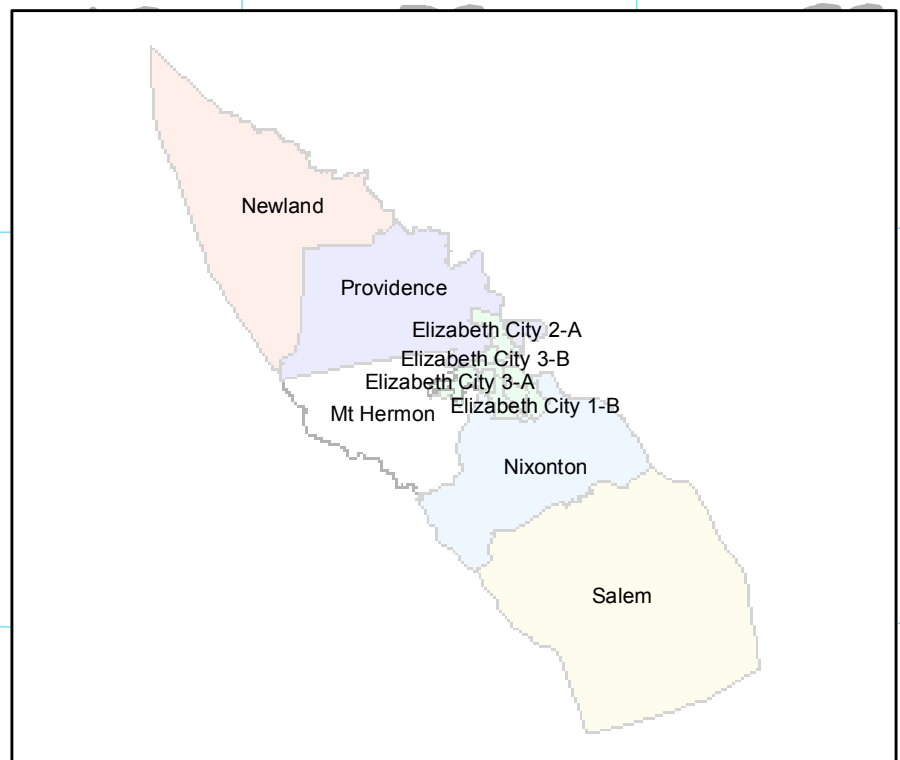 Newland
Providence
Elizabeth City 2-A
Elizabeth City 3-B
Elizabeth City 3-A
Elizabeth City 1-B
Mt Hermon
Nixonton
Salem